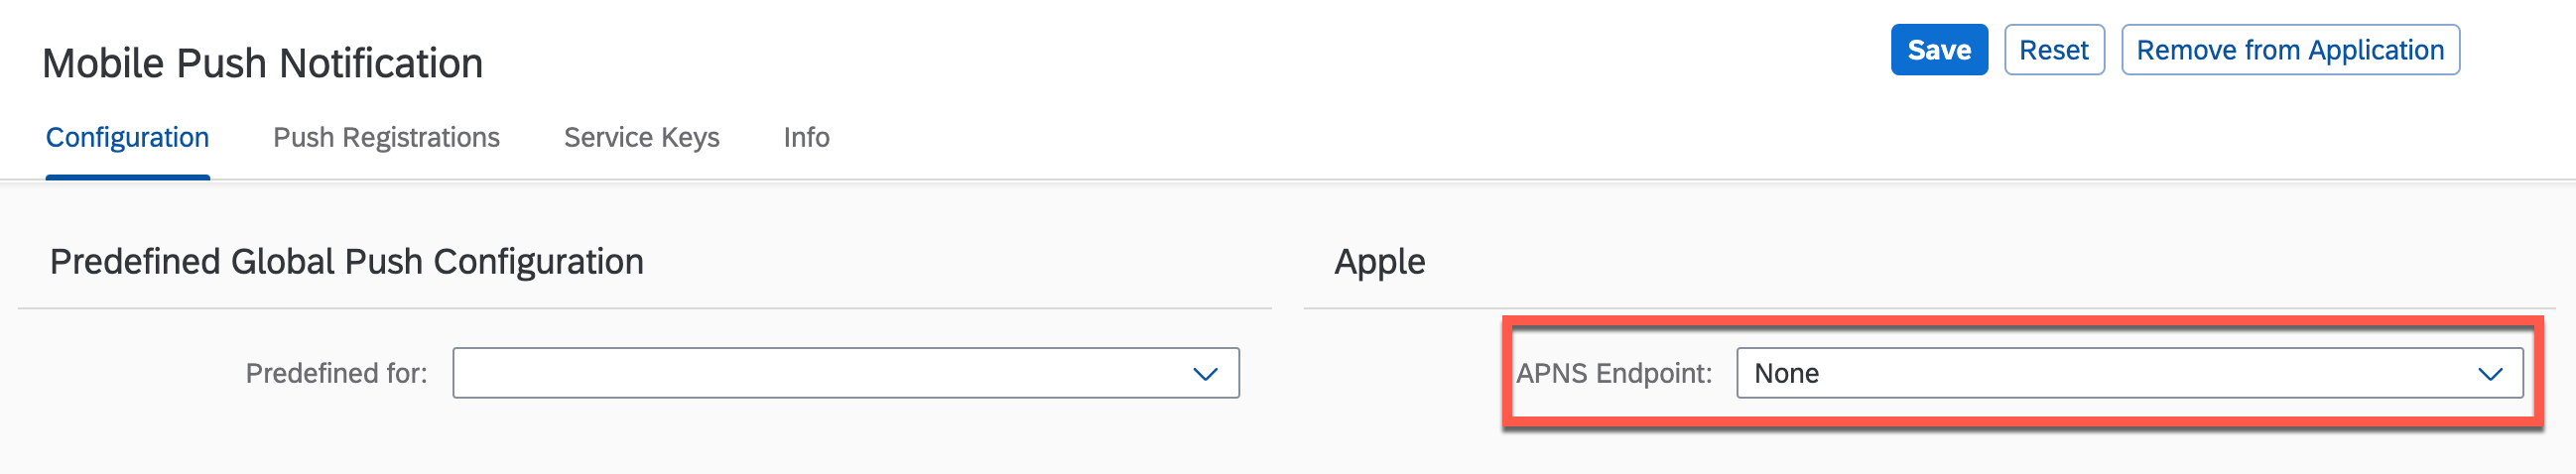 Mobile Push Notification
Save Reset Remove from Application
Configuration Push Registrations Service Keys Info
Predefined Global Push Configuration
Predefined for:
Apple
APNS Endpoint: None